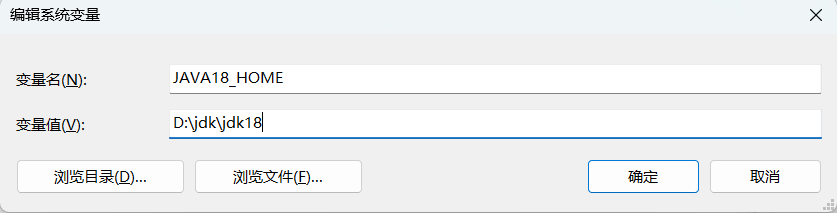 编辑系统变量
变量名(N): JAVA18_HOME
变量值(V): D:\jdk\jdk18
浏览目录(D)... 浏览文件(F)... 确定 取消